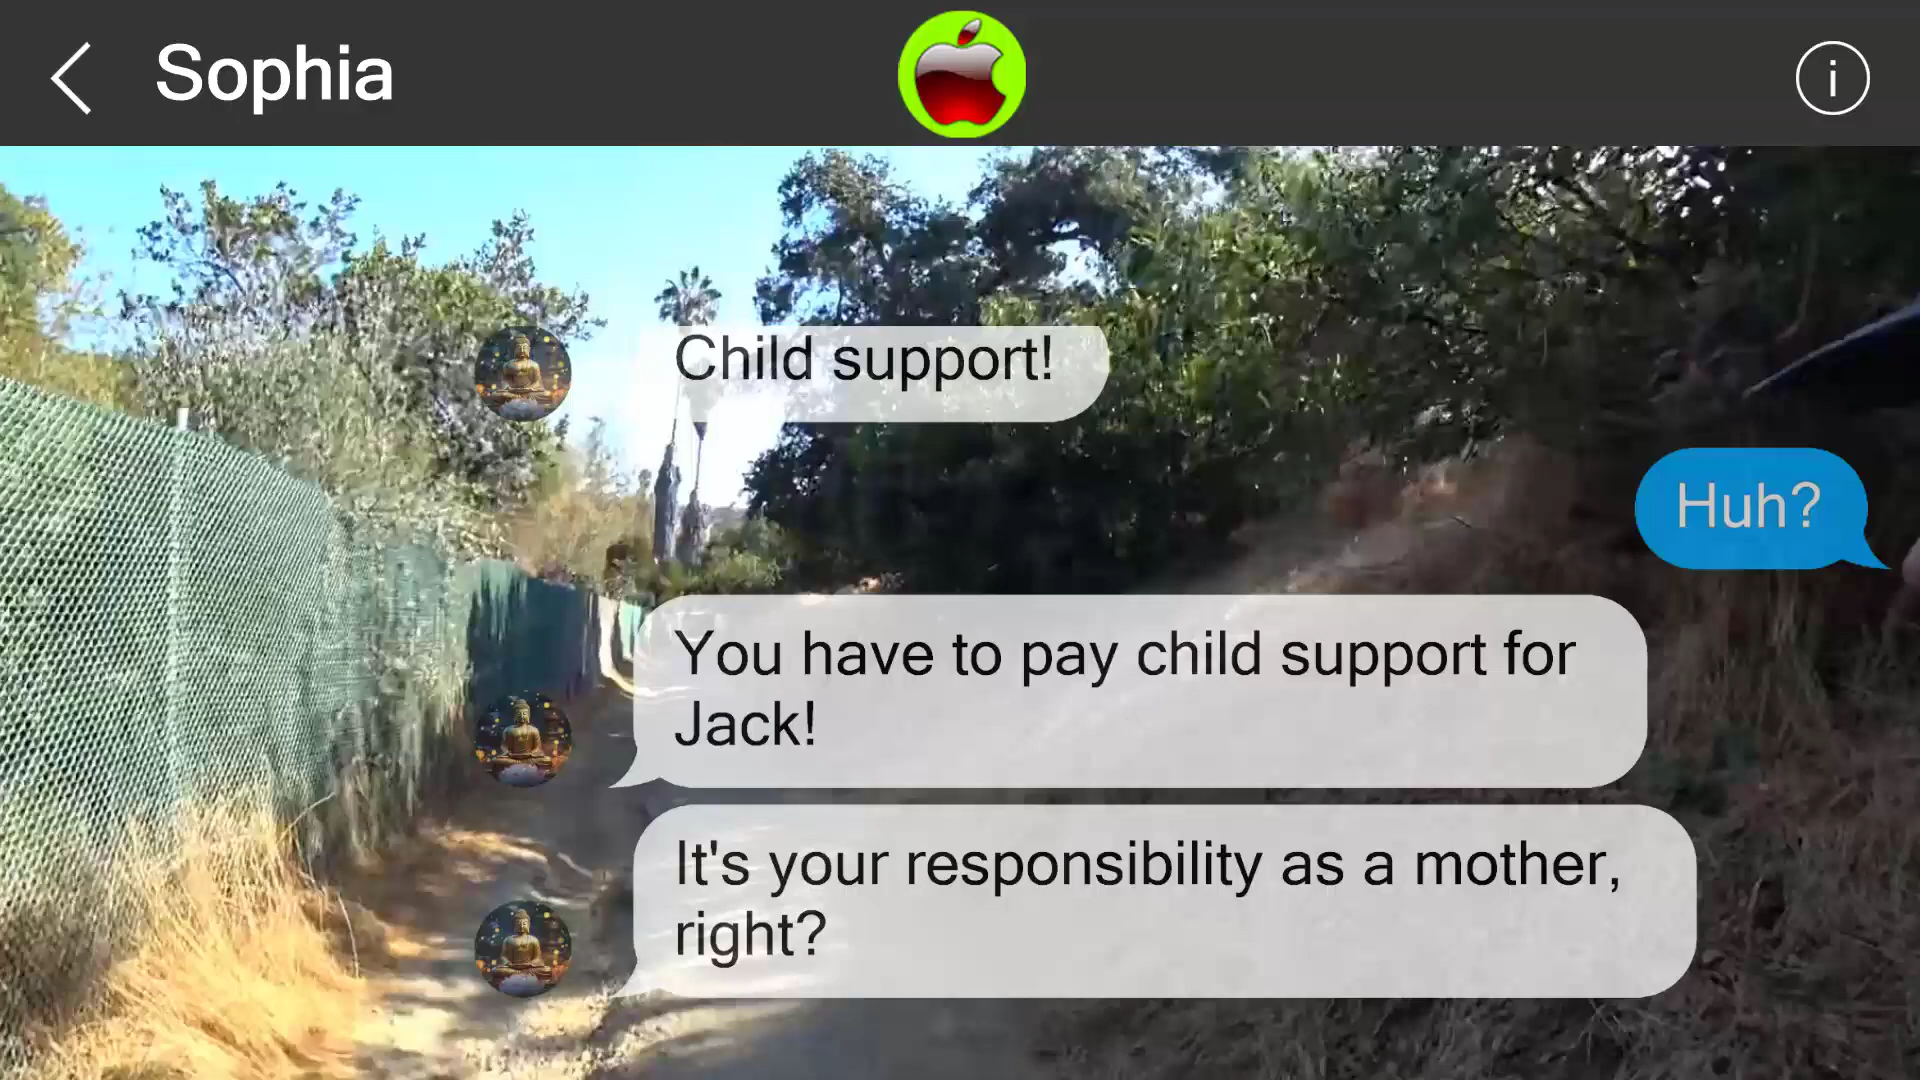 Sophia
Child support!
Huh?
You have to pay child support for
Jack!
It's your responsibility as a mother,
right?